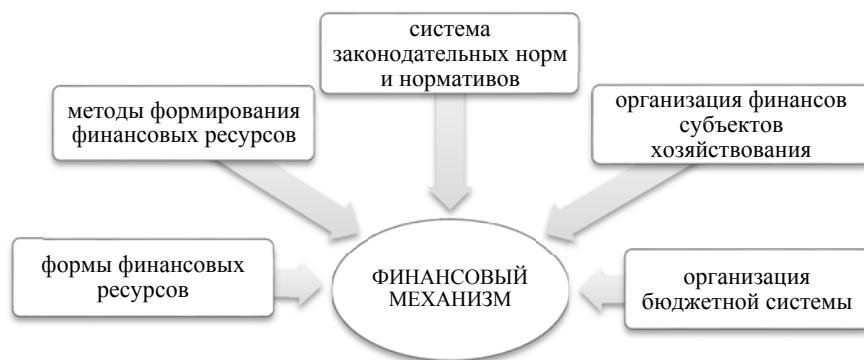 система
законодательных норм
и нормативов
методы формирования
финансовых ресурсов
организация финансов
субъектов
хозяйствования
формы финансовых
ресурсов
ФИНАНСОВЫЙ
МЕХАНИЗМ
организация
бюджетной системы